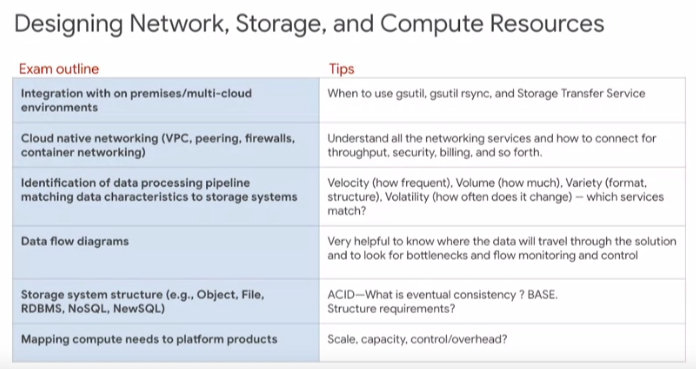 Designing Network, Storage, and Compute Resources
Exam outline
Tips
Integration with on premises/multi-cloud
environments
When to use gsutil, gsutil rsync, and Storage Transfer Service
Cloud native networking (VPC, peering, firewalls,
container networking)
Understand all the networking services and how to connect for
throughput, security, billing, and so forth.
Identification of data processing pipeline
matching data characteristics to storage systems
Velocity (how frequent), Volume (how much), Variety (format,
structure), Volatility (how often does it change) – which services
match?
Data flow diagrams
Very helpful to know where the data will travel through the solution
and to look for bottlenecks and flow monitoring and control
Storage system structure (e.g., Object, File,
RDBMS, NoSQL, NewSQL)
ACID—What is eventual consistency ? BASE.
Structure requirements?
Mapping compute needs to platform products
Scale, capacity, control/overhead?